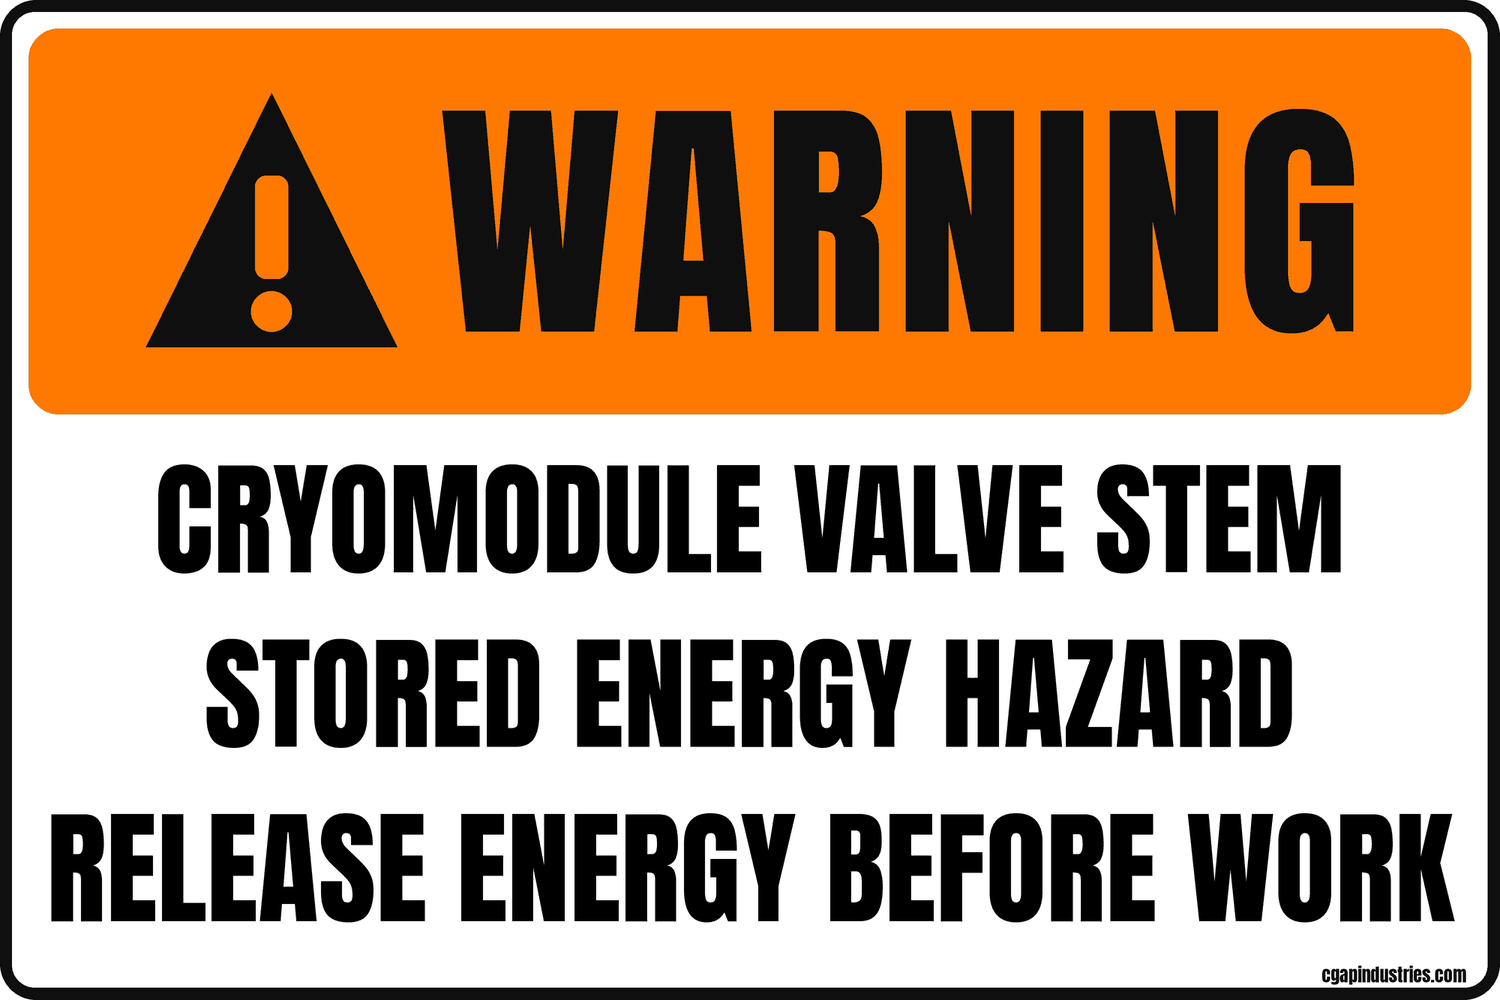 WARNING
CRYOMODULE VALVE STEM
STORED ENERGY HAZARD
RELEASE ENERGY BEFORE WORK
cgapindustries.com